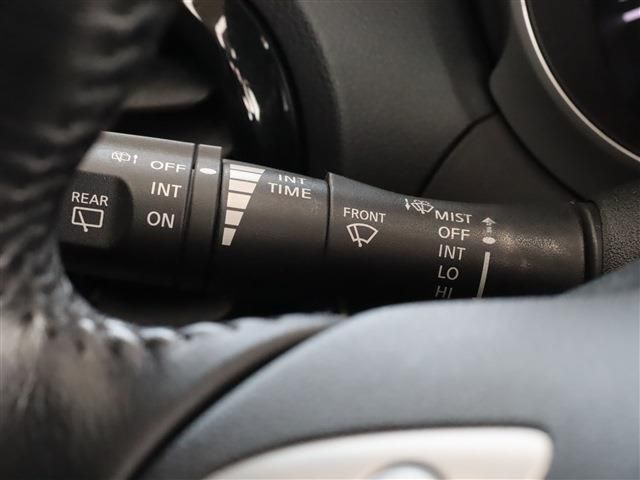 OFF
INT
ON
REAR
INT
TIME
FRONT
MIST
OFF
INT
LO
HI